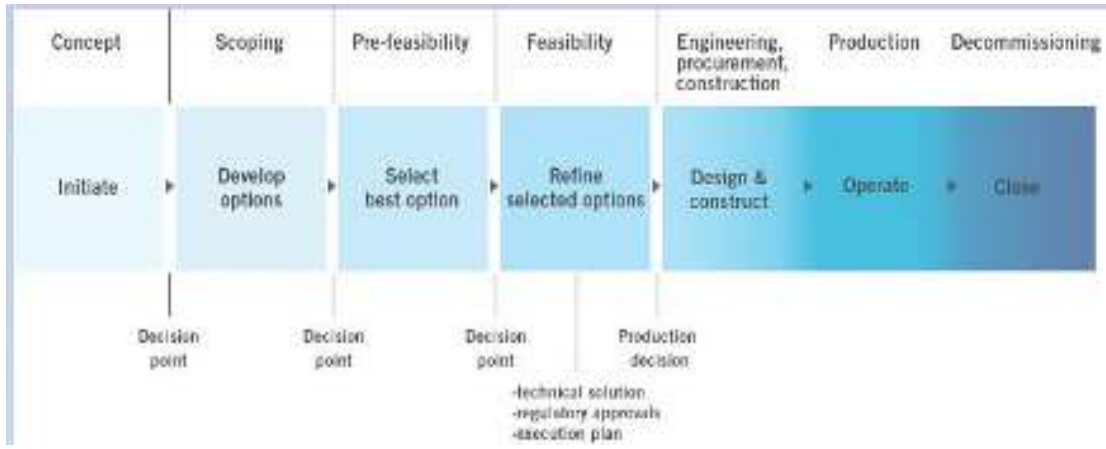 Concept
Scoping
Pre-feasibility
Feasibility
Engineering,
procurement,
construction
Production
Decommissioning
Initiate
Develop
options
Select
best option
Refine
selected options
Design &
construct
Operate
Close
Decision
point
Decision
point
Decision
point
Production
decision
-technical solution
-regulatory approvals
-execution plan